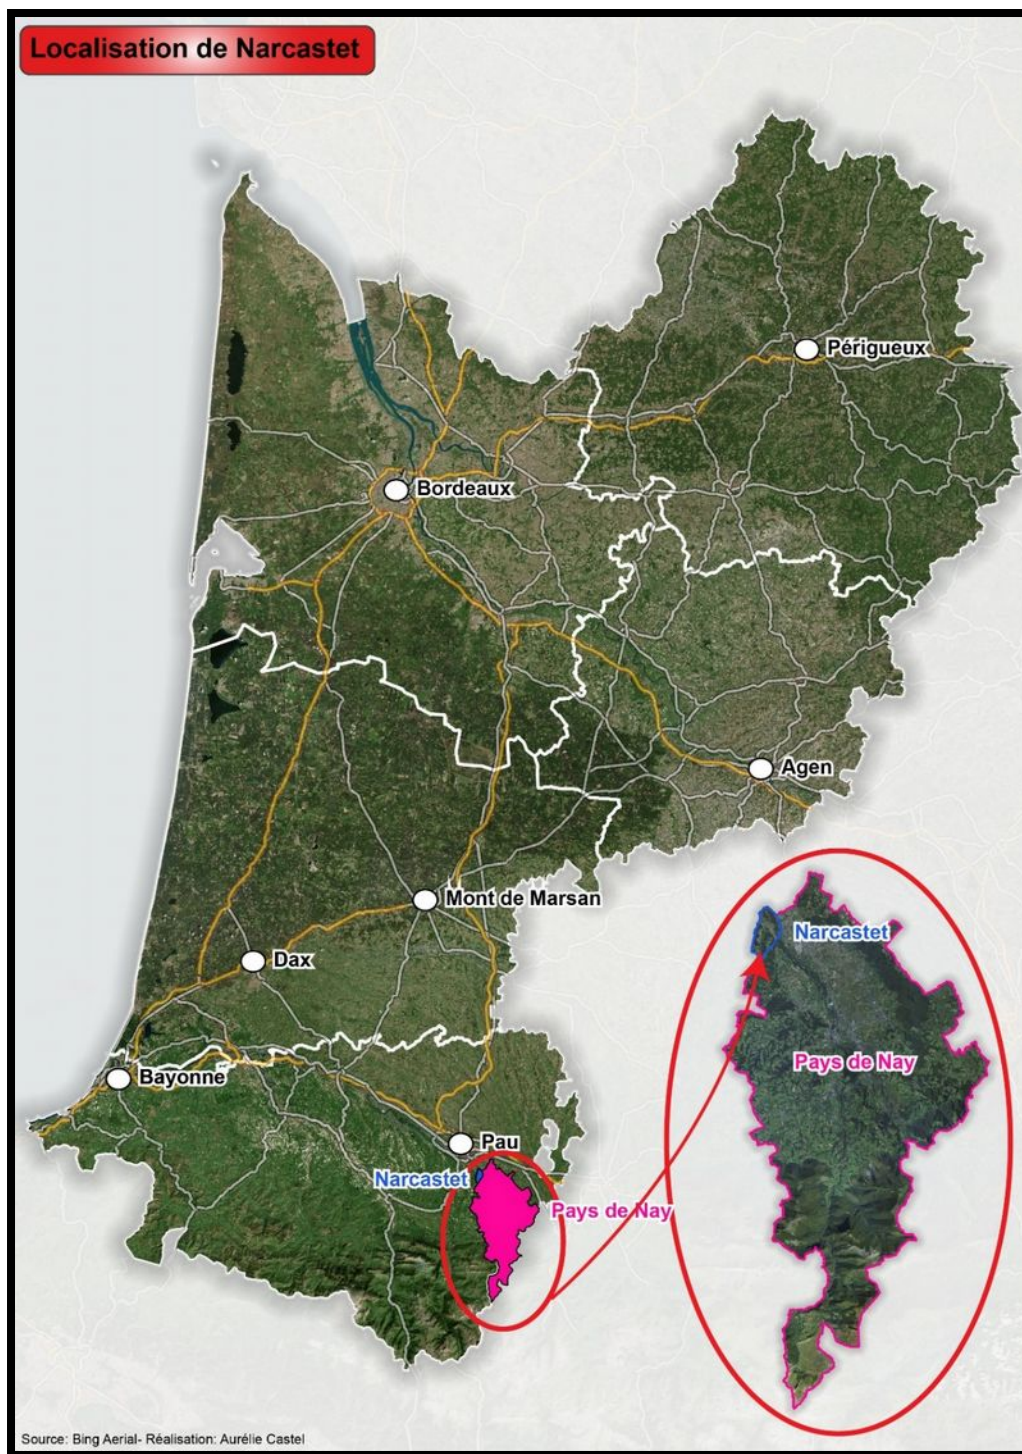 Localisation de Narcastet
Périgueux
Bordeaux
Agen
Mont de Marsan
Narcastet
Dax
Pays de Nay
Bayonne
Pau
Narcastet
Pays de Nay
Source: Bing Aerial- Réalisation: Aurélie Castel